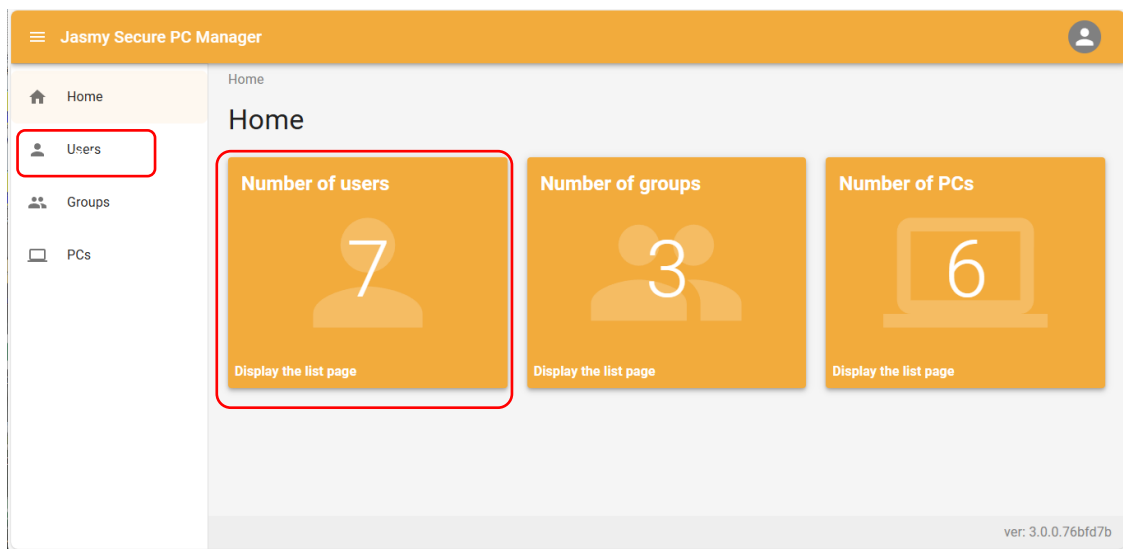 Jasmy Secure PC Manager
Home
Users
Groups
PCs
Home
Home
Number of users
7
Display the list page
Number of groups
3
Display the list page
Number of PCs
6
Display the list page
ver: 3.0.0.76bfd7b